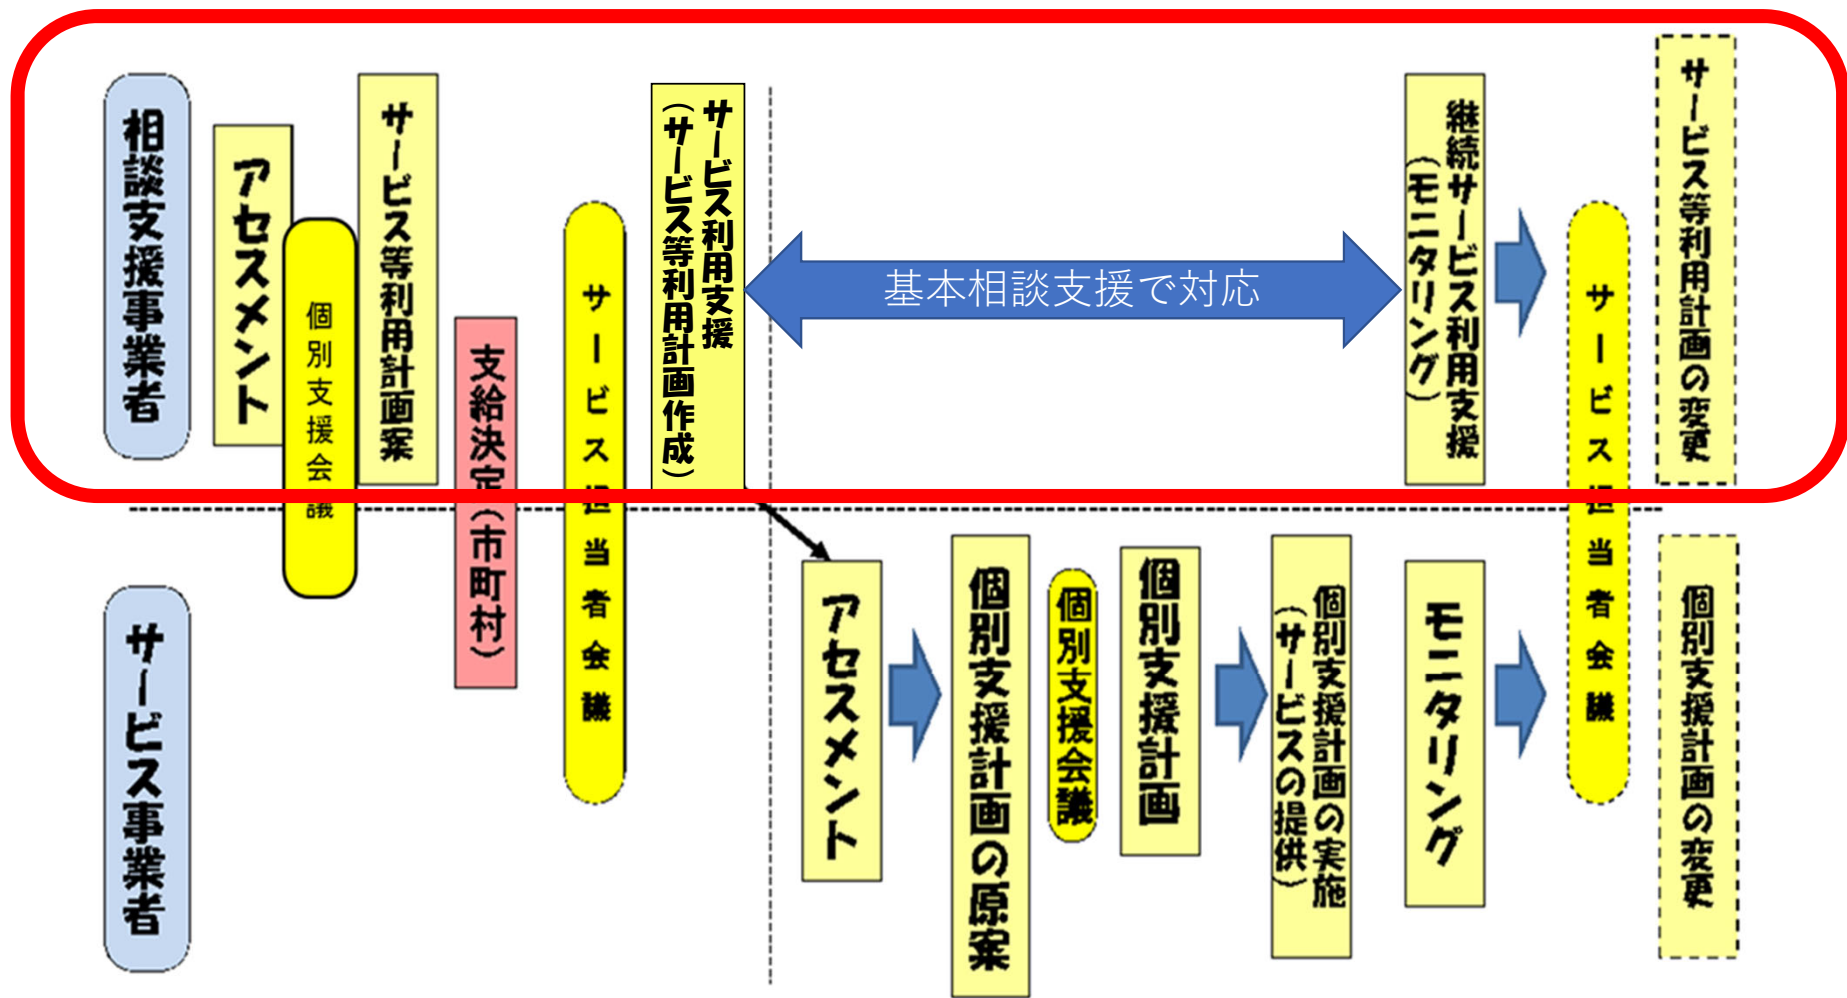 相談支援事業者
アセスメント
個別支援会議
サービス等利用計画案
支給決定(市町村)
サービス担当者会議
サービス利用支援
(サービス等利用計画作成)
基本相談支援で対応
継続サービス利用支援
(モニタリング)
サービス担当者会議
サービス等利用計画の変更
サービス事業者
アセスメント
個別支援計画の原案
個別支援会議
個別支援計画
個別支援計画の実施
(サービスの提供)
モニタリング
個別支援計画の変更